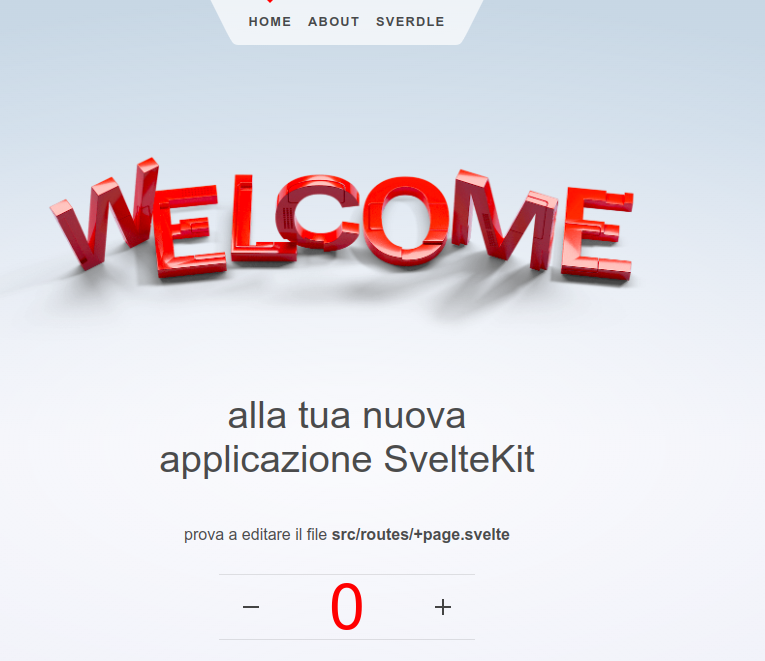 HOME ABOUT SVERDLE
WELCOME
alla tua nuova
applicazione SvelteKit
prova a editare il file src/routes/+page.svelte
− 0 +